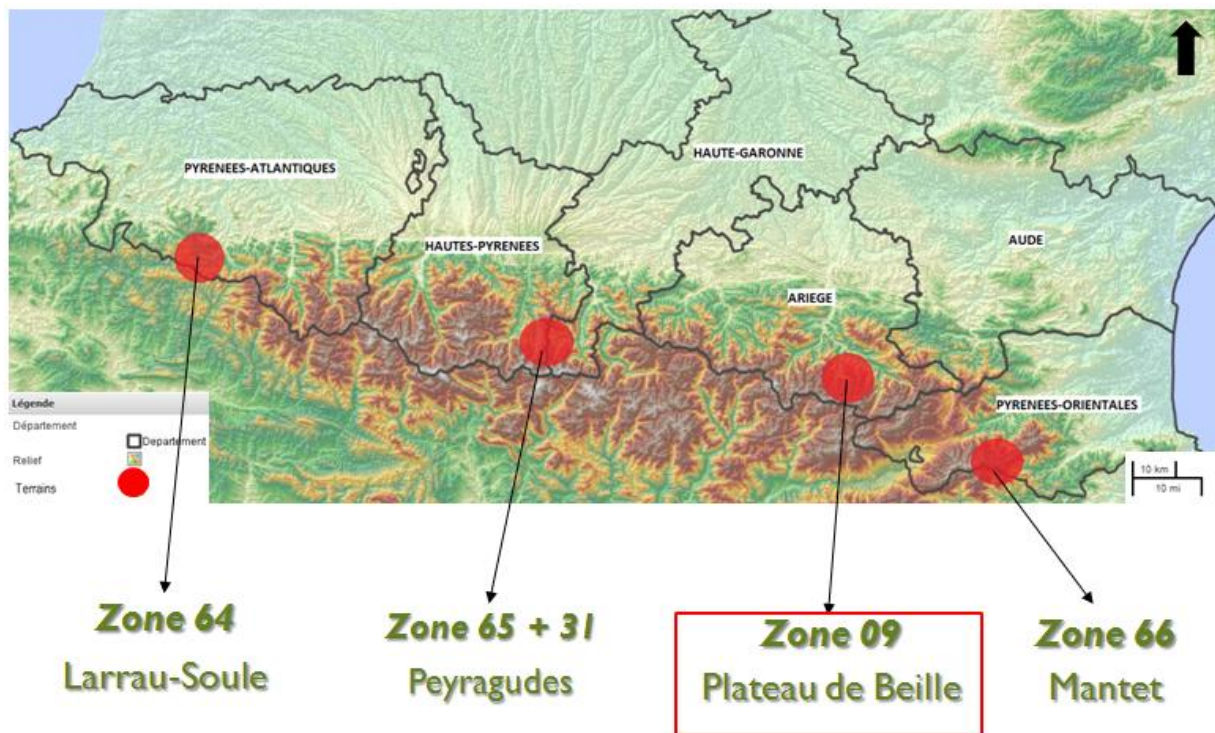 PYRENEES-ATLANTIQUES
HAUTES-PYRENEES
HAUTE-GARONNE
ARIEGE
AUDE
PYRENEES-ORIENTALES
Légende
Département
Departement
Relief
Terrains
10 km
10 mi
Zone 64
Larrau-Soule
Zone 65 + 31
Peyragudes
Zone 09
Plateau de Beille
Zone 66
Mantet